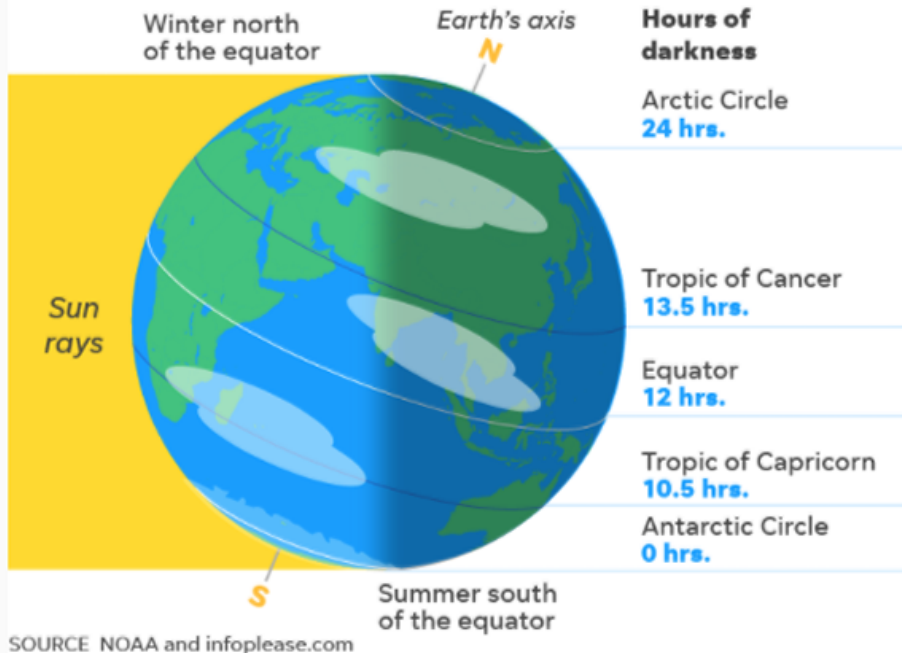 Winter north
of the equator
Earth's axis
N
Hours of
darkness
Arctic Circle
24 hrs.
Sun
rays
Tropic of Cancer
13.5 hrs.
Equator
12 hrs.
Tropic of Capricorn
10.5 hrs.
Antarctic Circle
0 hrs.
S
Summer south
of the equator
SOURCE NOAA and infoplease.com